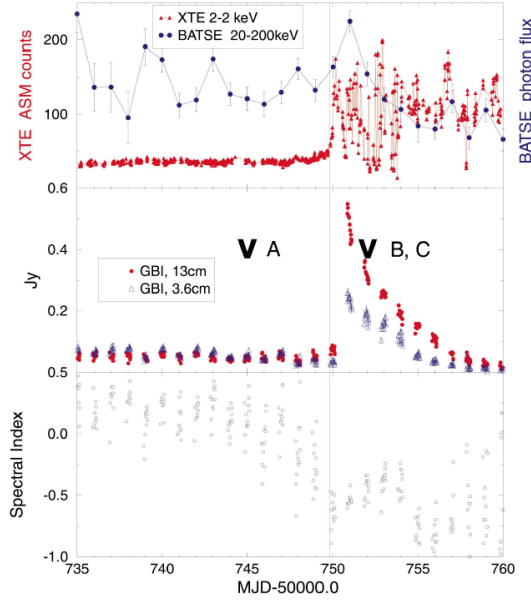 XTE 2-2 keV
BATSE 20-200keV
XTE ASM counts
200
100
BATSE photon flux
0.6
0.4
0.2
0.5
Jy
A
B, C
GBI, 13cm
GBI, 3.6cm
0.0
-0.5
-1.0
Spectral Index
735
740
745
750
755
760
MJD-50000.0